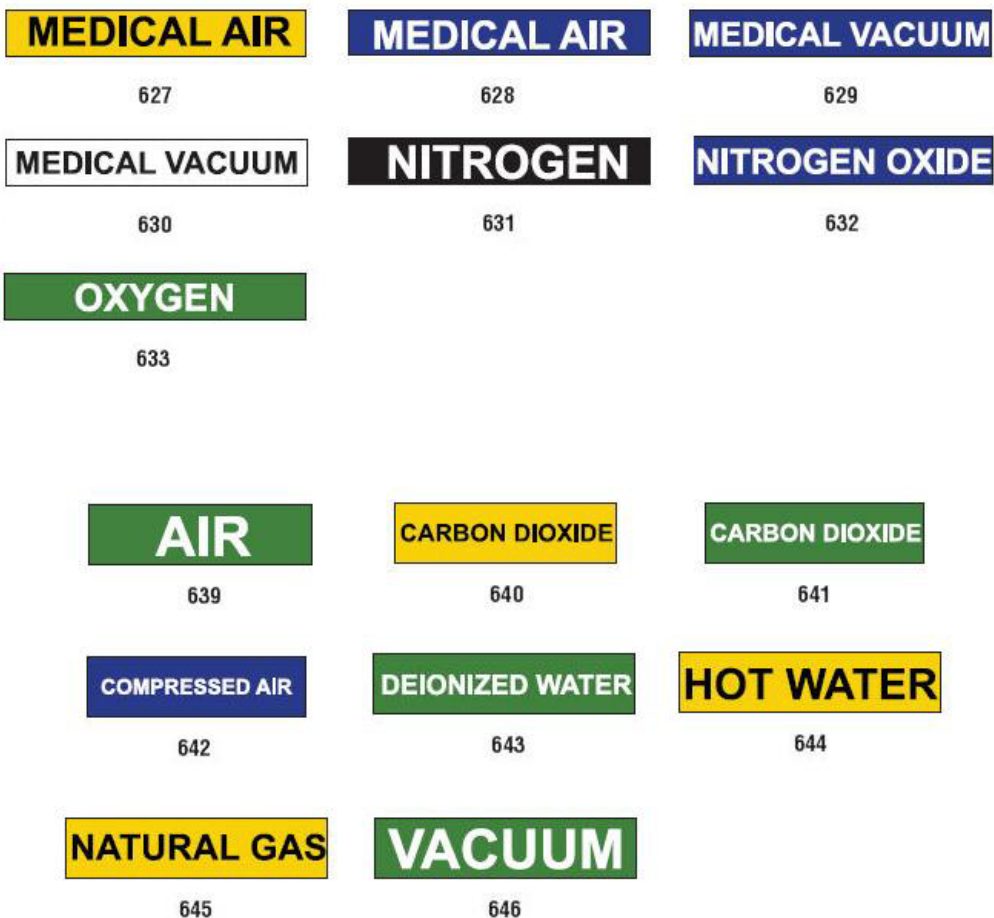 MEDICAL AIR
MEDICAL AIR
MEDICAL VACUUM
627
628
629
MEDICAL VACUUM
NITROGEN
NITROGEN OXIDE
630
631
632
OXYGEN
633
AIR
CARBON DIOXIDE
CARBON DIOXIDE
639
640
641
COMPRESSED AIR
DEIONIZED WATER
HOT WATER
642
643
644
NATURAL GAS
VACUUM
645
646